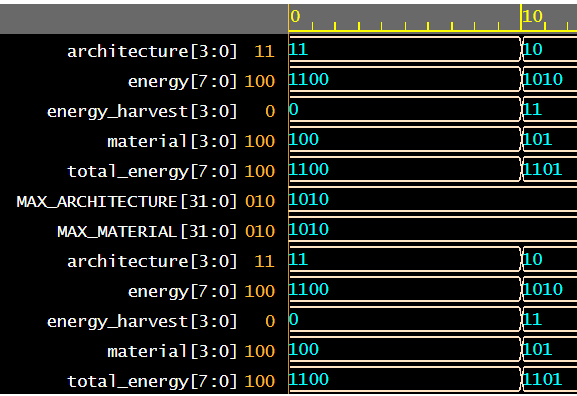 0 10
architecture[3:0] 11 11 10
energy[7:0] 100 1100 1010
energy_harvest[3:0] 0 0 11
material[3:0] 100 100 101
total_energy[7:0] 100 1100 1101
MAX_ARCHITECTURE[31:0] 010 1010
MAX_MATERIAL[31:0] 010 1010
architecture[3:0] 11 11 10
energy[7:0] 100 1100 1010
energy_harvest[3:0] 0 0 11
material[3:0] 100 100 101
total_energy[7:0] 100 1100 1101